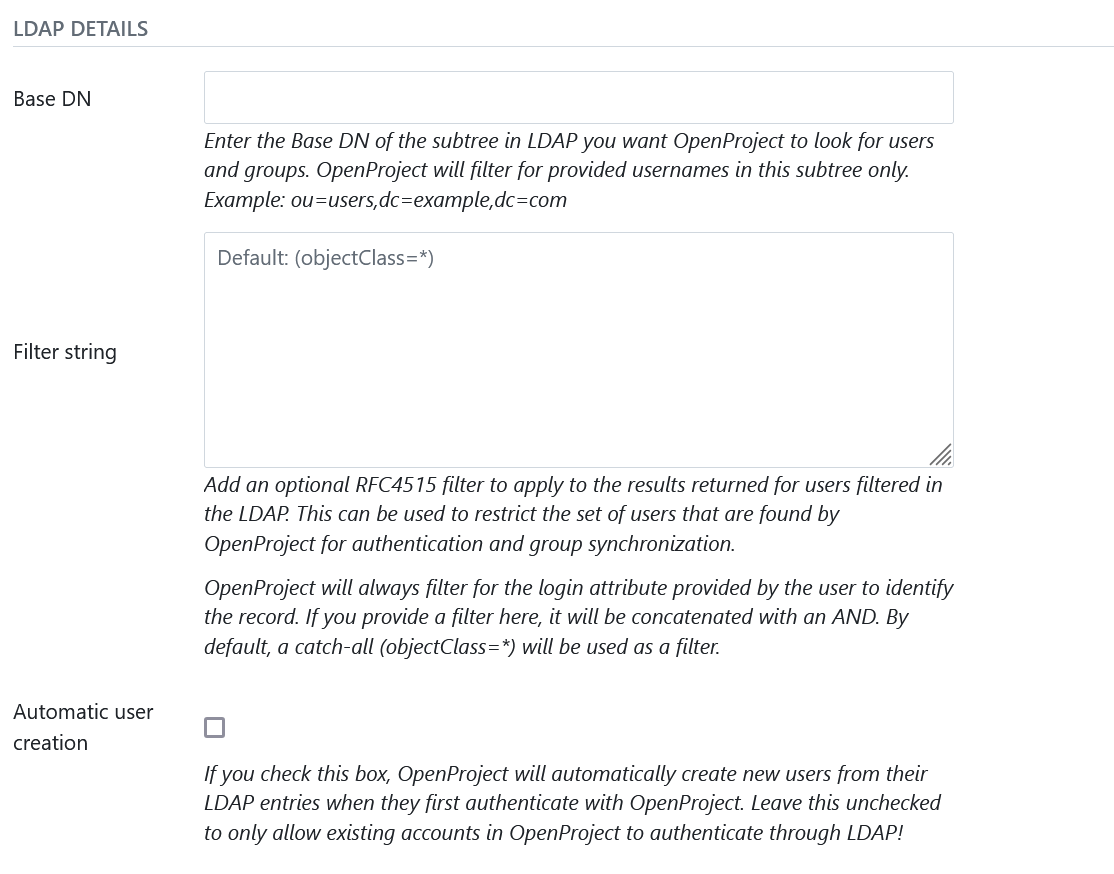 LDAP DETAILS
Base DN
Enter the Base DN of the subtree in LDAP you want OpenProject to look for users
and groups. OpenProject will filter for provided usernames in this subtree only.
Example: ou=users,dc=example,dc=com
Default: (objectClass=*)
Filter string
Add an optional RFC4515 filter to apply to the results returned for users filtered in
the LDAP. This can be used to restrict the set of users that are found by
OpenProject for authentication and group synchronization.
OpenProject will always filter for the login attribute provided by the user to identify
the record. If you provide a filter here, it will be concatenated with an AND. By
default, a catch-all (objectClass=*) will be used as a filter.
Automatic user
creation
If you check this box, OpenProject will automatically create new users from their
LDAP entries when they first authenticate with OpenProject. Leave this unchecked
to only allow existing accounts in OpenProject to authenticate through LDAP!